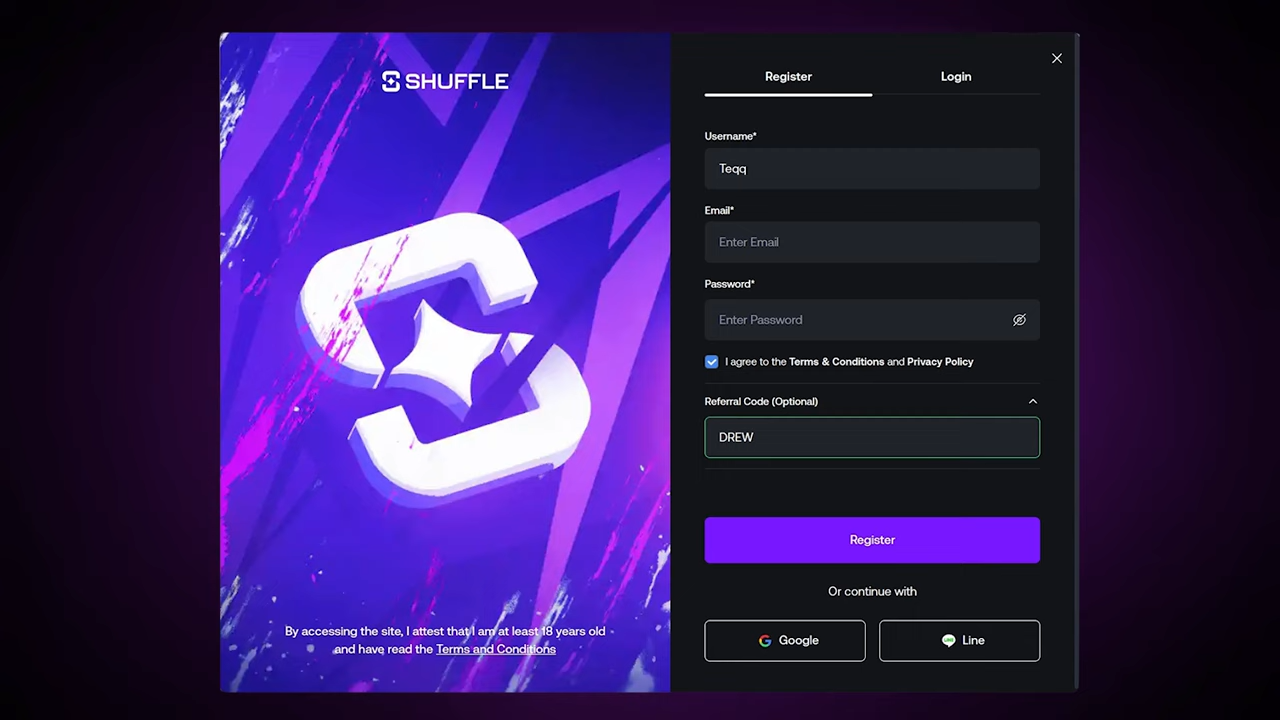 SHUFFLE
By accessing the site, I attest that I am at least 18 years old
and have read the Terms and Conditions
Register
Login
Username*
Teqq
Email*
Enter Email
Password*
Enter Password
I agree to the Terms & Conditions and Privacy Policy
Referral Code (Optional)
DREW
Register
Or continue with
Google
LINE Line